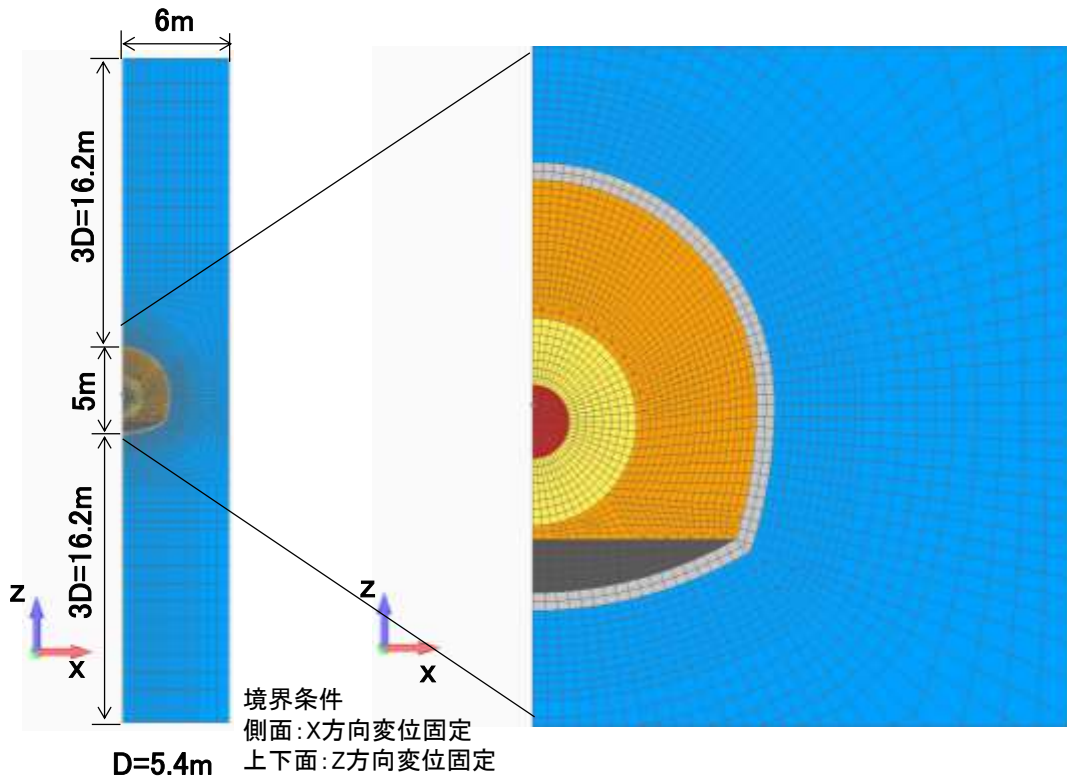 6m
3D=16.2m
5m
3D=16.2m
Z
X
Z
X
境界条件
側面:X方向変位固定
上下面:Z方向変位固定
D=5.4m